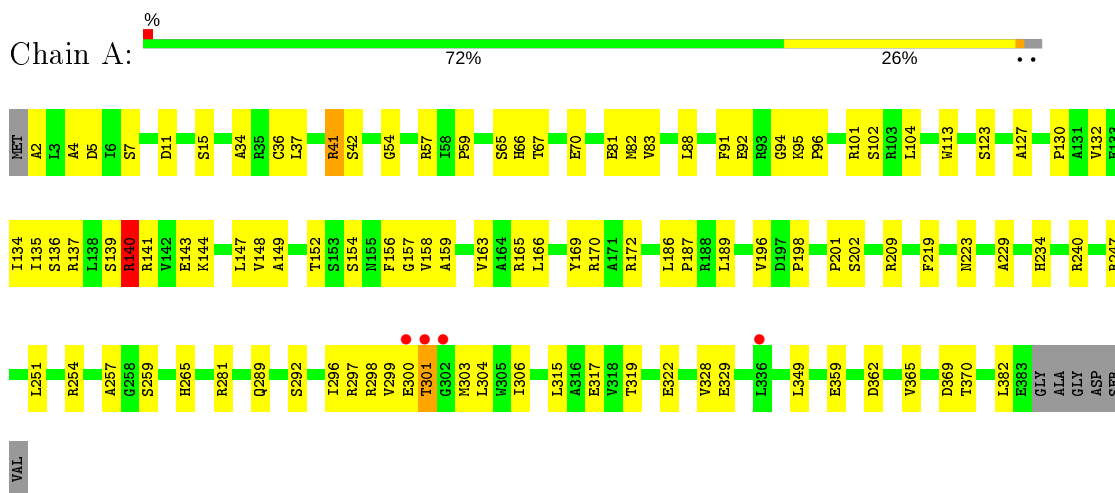 %
Chain A:
72% 26% • •
MET A2 L3 A4 D5 I6 S7 D11 S15 A34 R35 C36 L37 R41 S42 G54 R57 I58 P59 S65 H66 T67 E70 E81 M82 V83 L88 F91 E92 R93 G94 K95 P96 R101 S102 R103 L104 W113 S123 A127 P130 A131 V132 E133
I134 I135 S136 R137 L138 S139 R140 R141 V142 E143 K144 L147 V148 A149 T152 S153 S154 N155 F156 G157 V158 A159 V163 A164 R165 L166 Y169 R170 A171 R172 L186 P187 R188 L189 V196 D197 P198 P201 S202 R209 F219 N223 A229 H234 R240 R247
L251 R254 A257 G258 S259 H265 R281 Q289 S292 I296 R297 R298 V299 E300 T301 G302 M303 L304 W305 I306 L315 A316 E317 V318 T319 E322 V328 E329 L336 L349 E359 D362 V365 D369 T370 L382 E383 GLY ALA GLY ASP SER
VAL